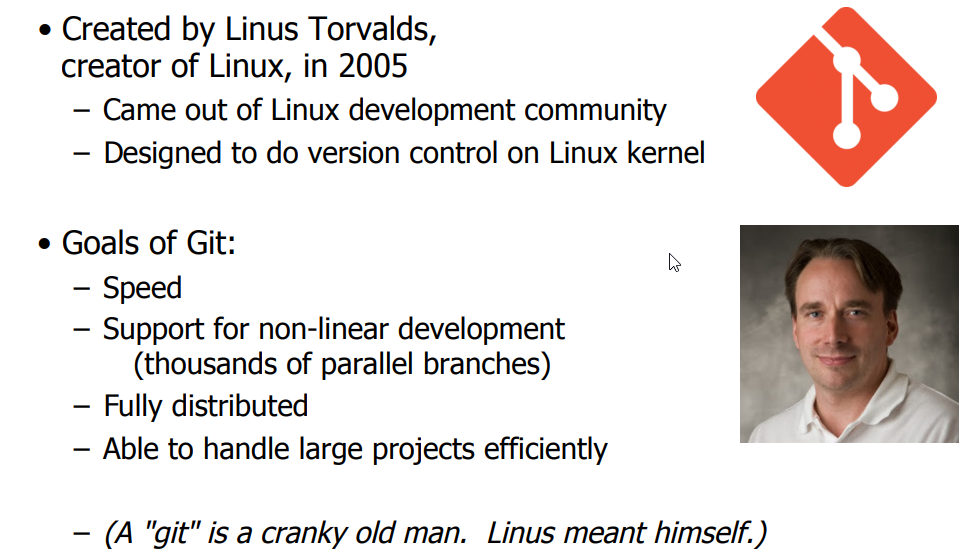 • Created by Linus Torvalds,
creator of Linux, in 2005
– Came out of Linux development community
– Designed to do version control on Linux kernel
• Goals of Git:
– Speed
– Support for non-linear development
(thousands of parallel branches)
– Fully distributed
– Able to handle large projects efficiently
– (A "git" is a cranky old man. Linus meant himself.)